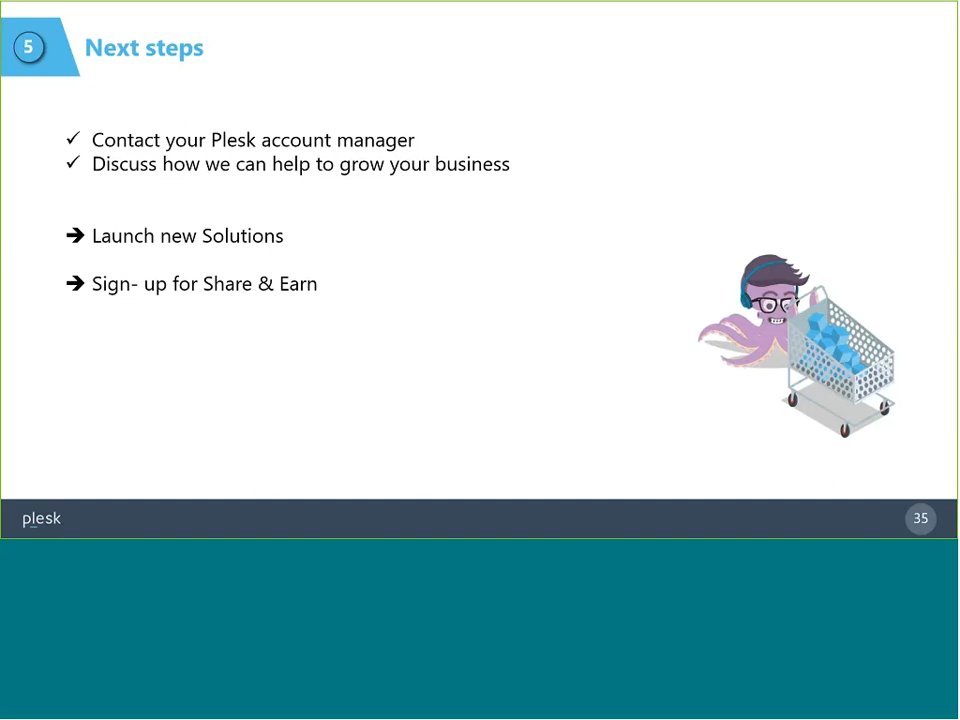 5
Next steps
✓ Contact your Plesk account manager
✓ Discuss how we can help to grow your business
➔ Launch new Solutions
➔ Sign- up for Share & Earn
plesk
35